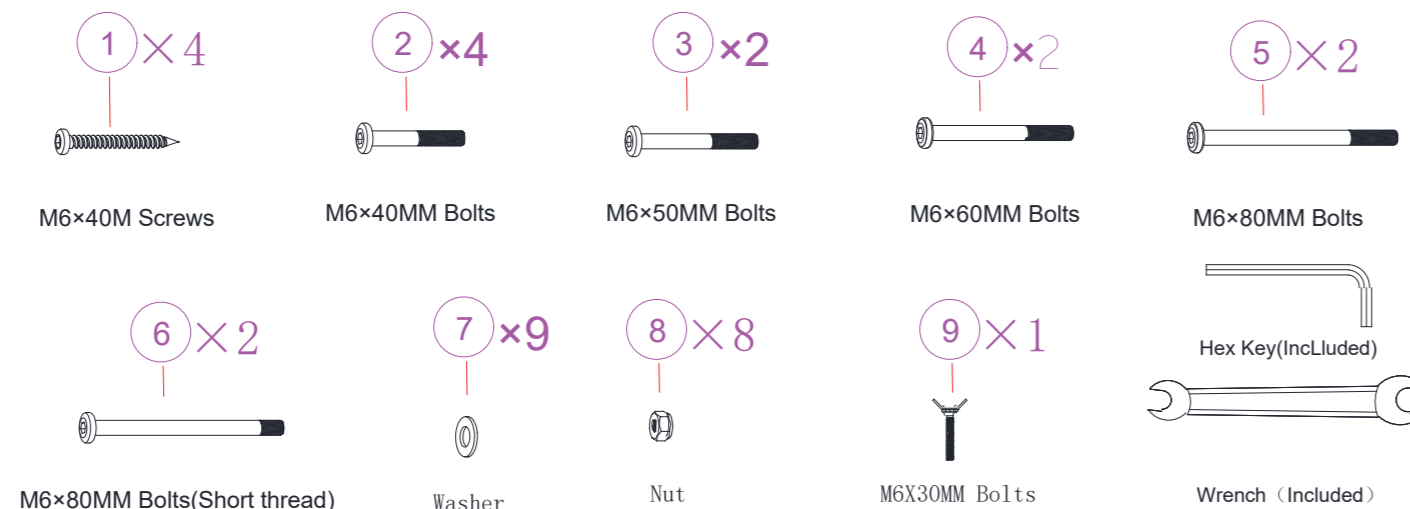 1 ×4
2 ×4
3 ×2
4 ×2
5 ×2
M6×40M Screws
M6×40MM Bolts
M6×50MM Bolts
M6×60MM Bolts
M6×80MM Bolts
6 ×2
7 ×9
8 ×8
9 ×1
Hex Key(IncLluded)
M6×80MM Bolts(Short thread)
Washer
Nut
M6X30MM Bolts
Wrench（Included）